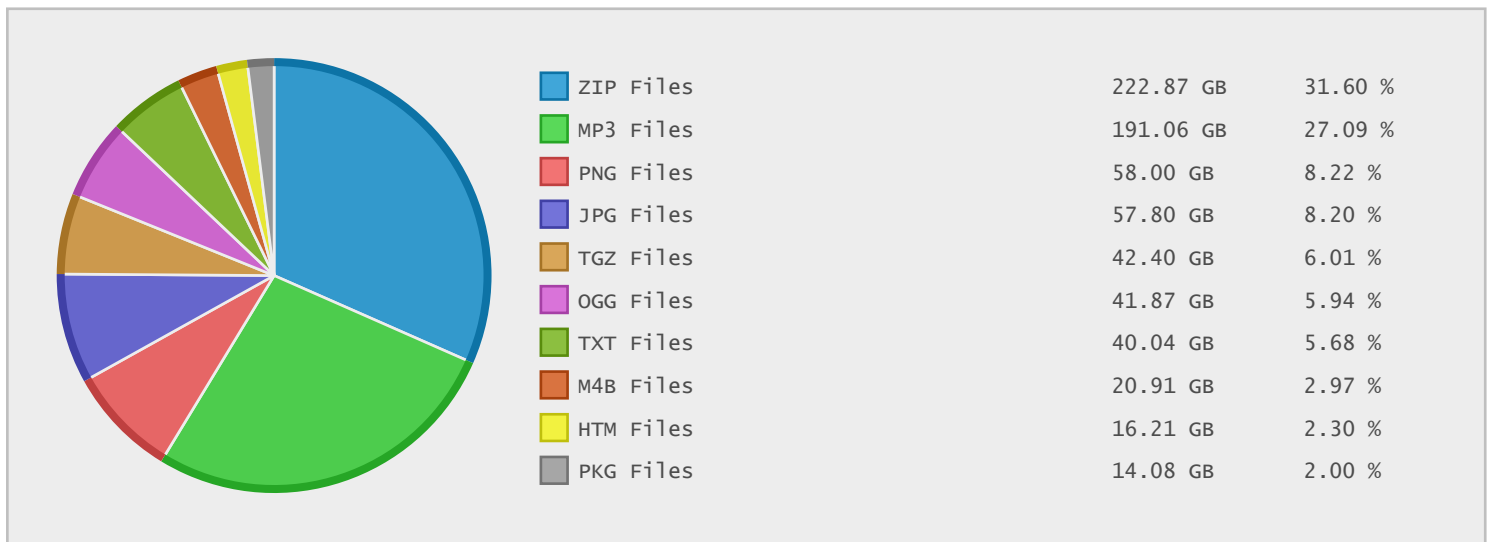 ZIP Files 222.87 GB 31.60 %
MP3 Files 191.06 GB 27.09 %
PNG Files 58.00 GB 8.22 %
JPG Files 57.80 GB 8.20 %
TGZ Files 42.40 GB 6.01 %
OGG Files 41.87 GB 5.94 %
TXT Files 40.04 GB 5.68 %
M4B Files 20.91 GB 2.97 %
HTM Files 16.21 GB 2.30 %
PKG Files 14.08 GB 2.00 %